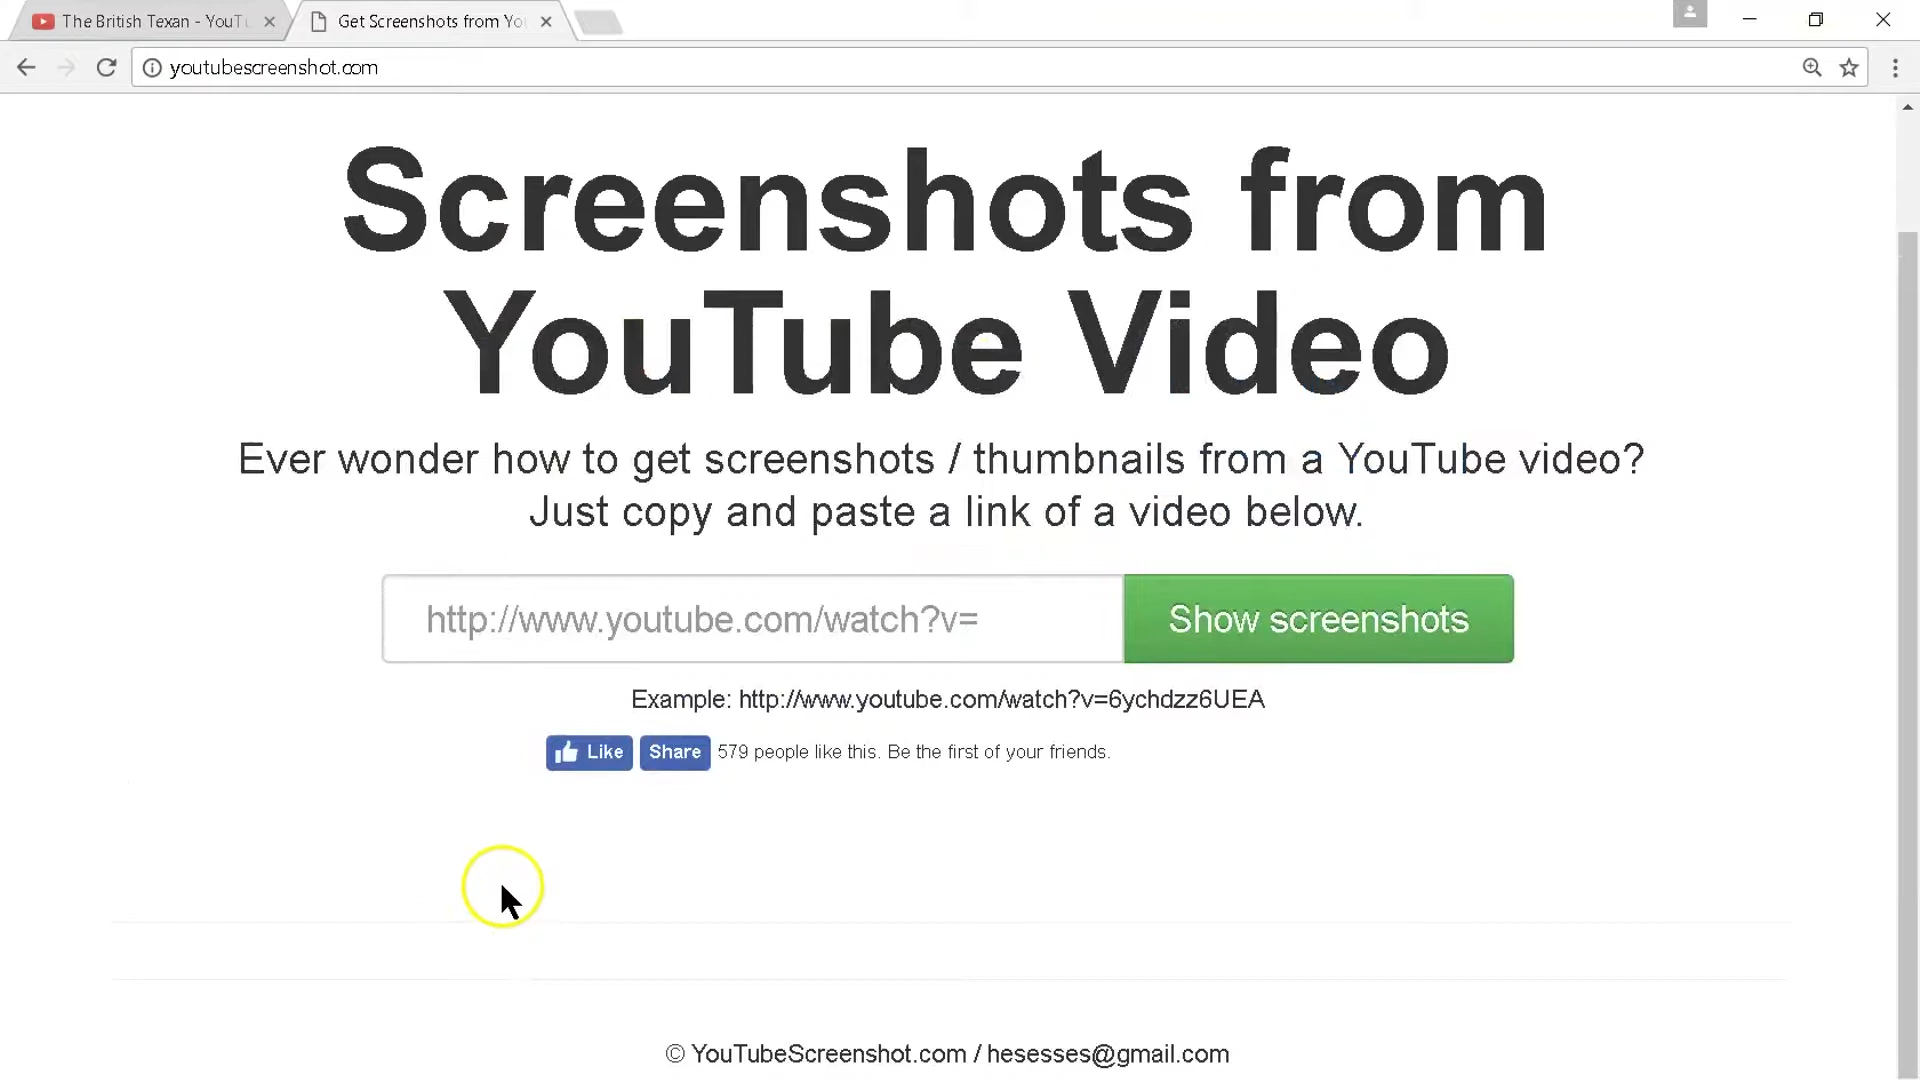 The British Texan - YouTu
Get Screenshots from You
youtubescreenshot.com
Screenshots from
YouTube Video
Ever wonder how to get screenshots / thumbnails from a YouTube video?
Just copy and paste a link of a video below.
http://www.youtube.com/watch?v=
Show screenshots
Example: http://www.youtube.com/watch?v=6ychdzz6UEA
Like Share 579 people like this. Be the first of your friends.
© YouTubeScreenshot.com / hesesses@gmail.com